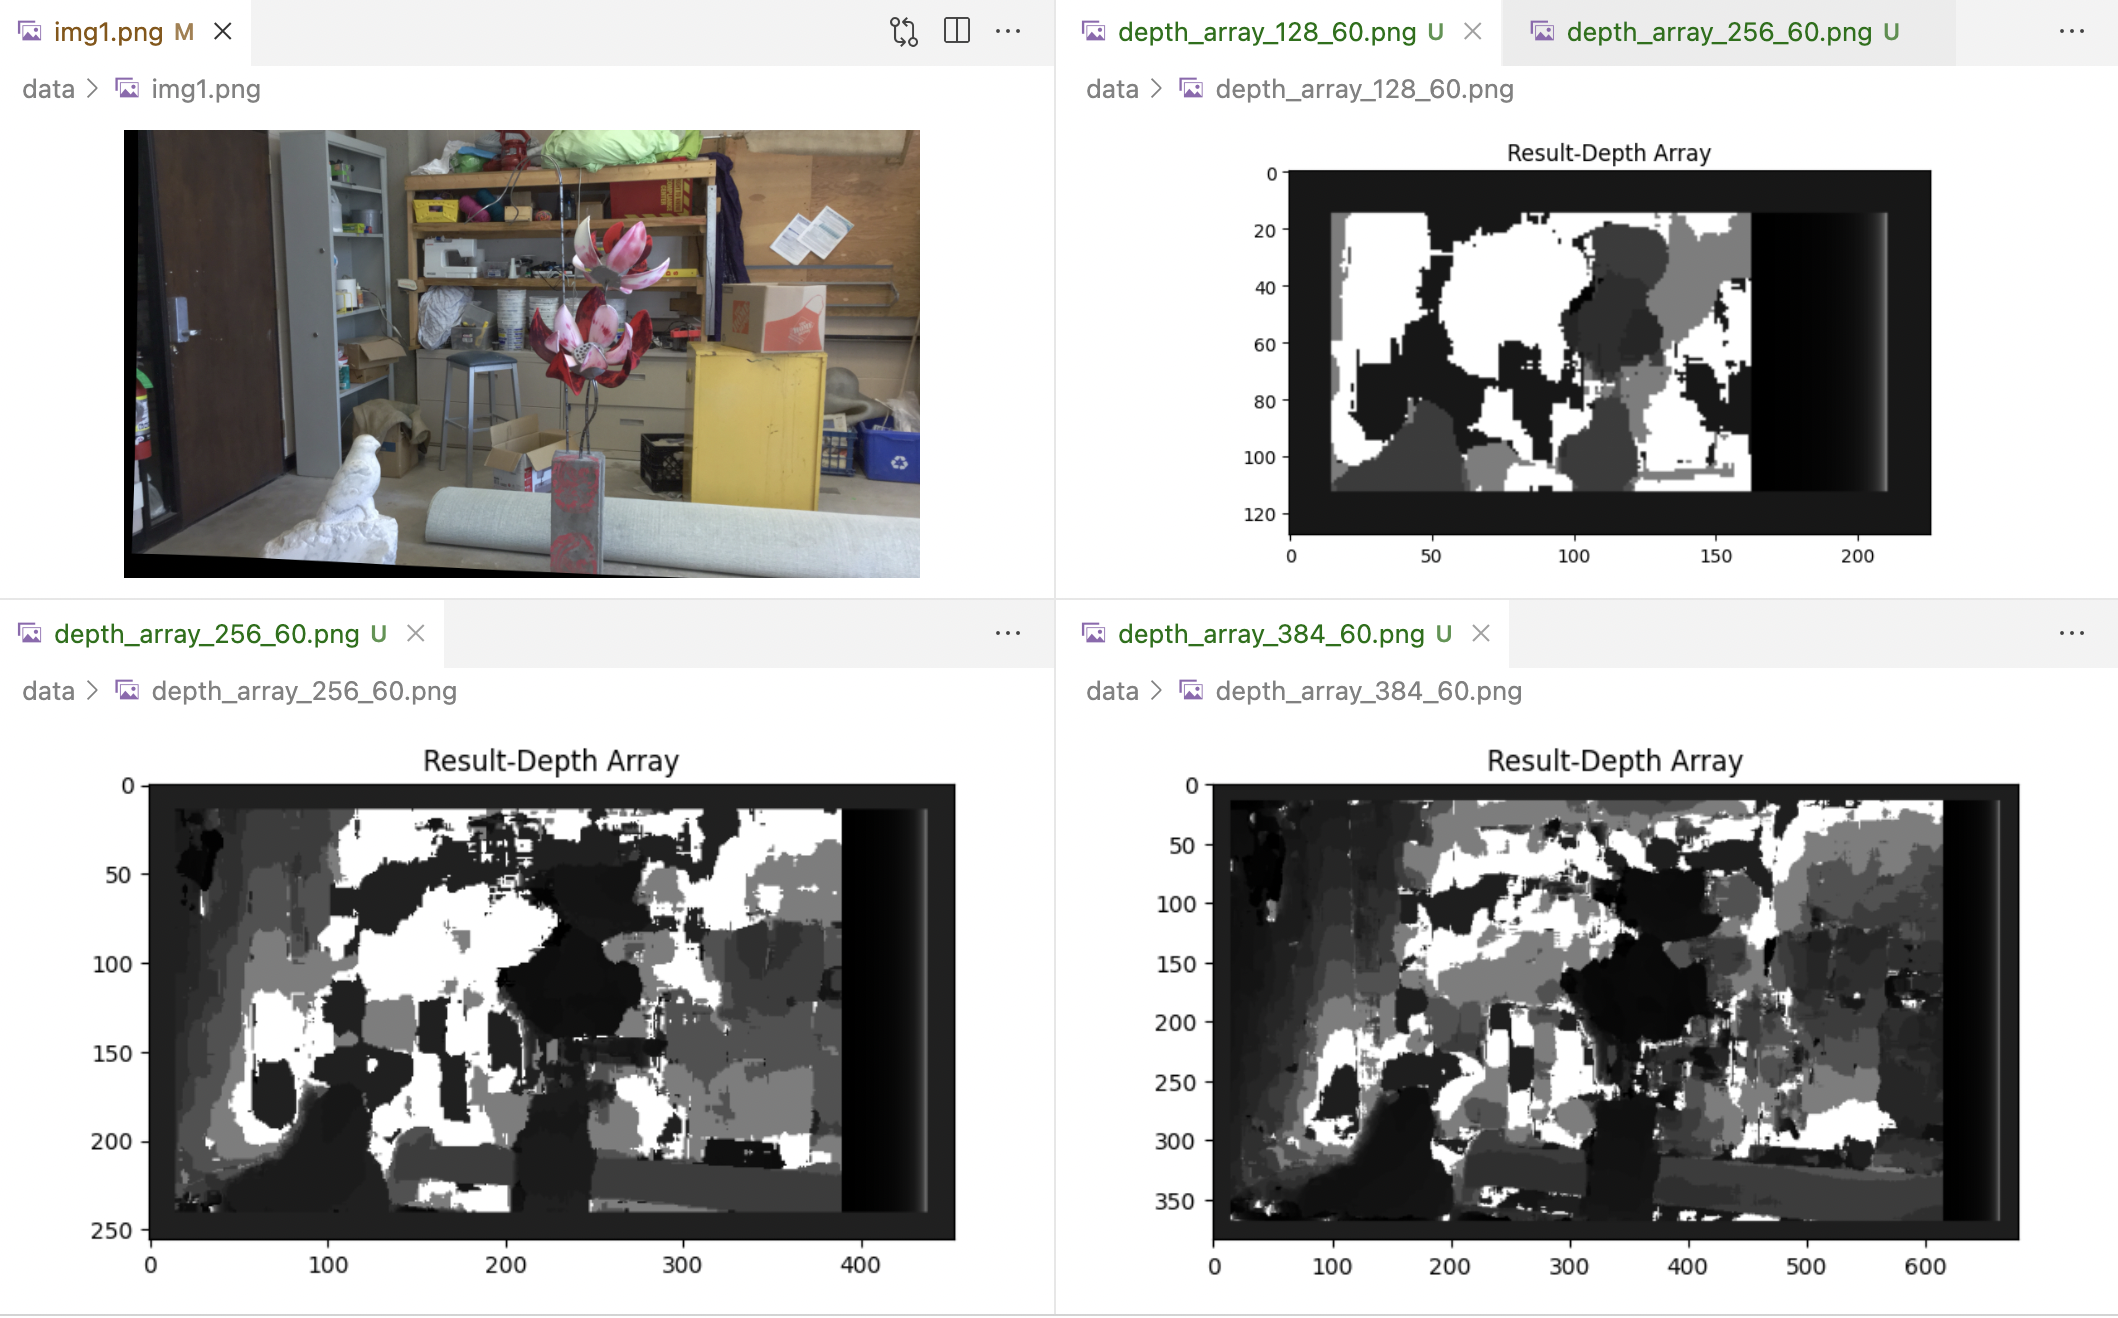 img1.png M
data > img1.png
depth_array_128_60.png U
depth_array_256_60.png U
data > depth_array_128_60.png
Result-Depth Array
0
20
40
60
80
100
120
0 50 100 150 200
depth_array_256_60.png U
data > depth_array_256_60.png
Result-Depth Array
0
50
100
150
200
250
0 100 200 300 400
depth_array_384_60.png U
data > depth_array_384_60.png
Result-Depth Array
0
50
100
150
200
250
300
350
0 100 200 300 400 500 600